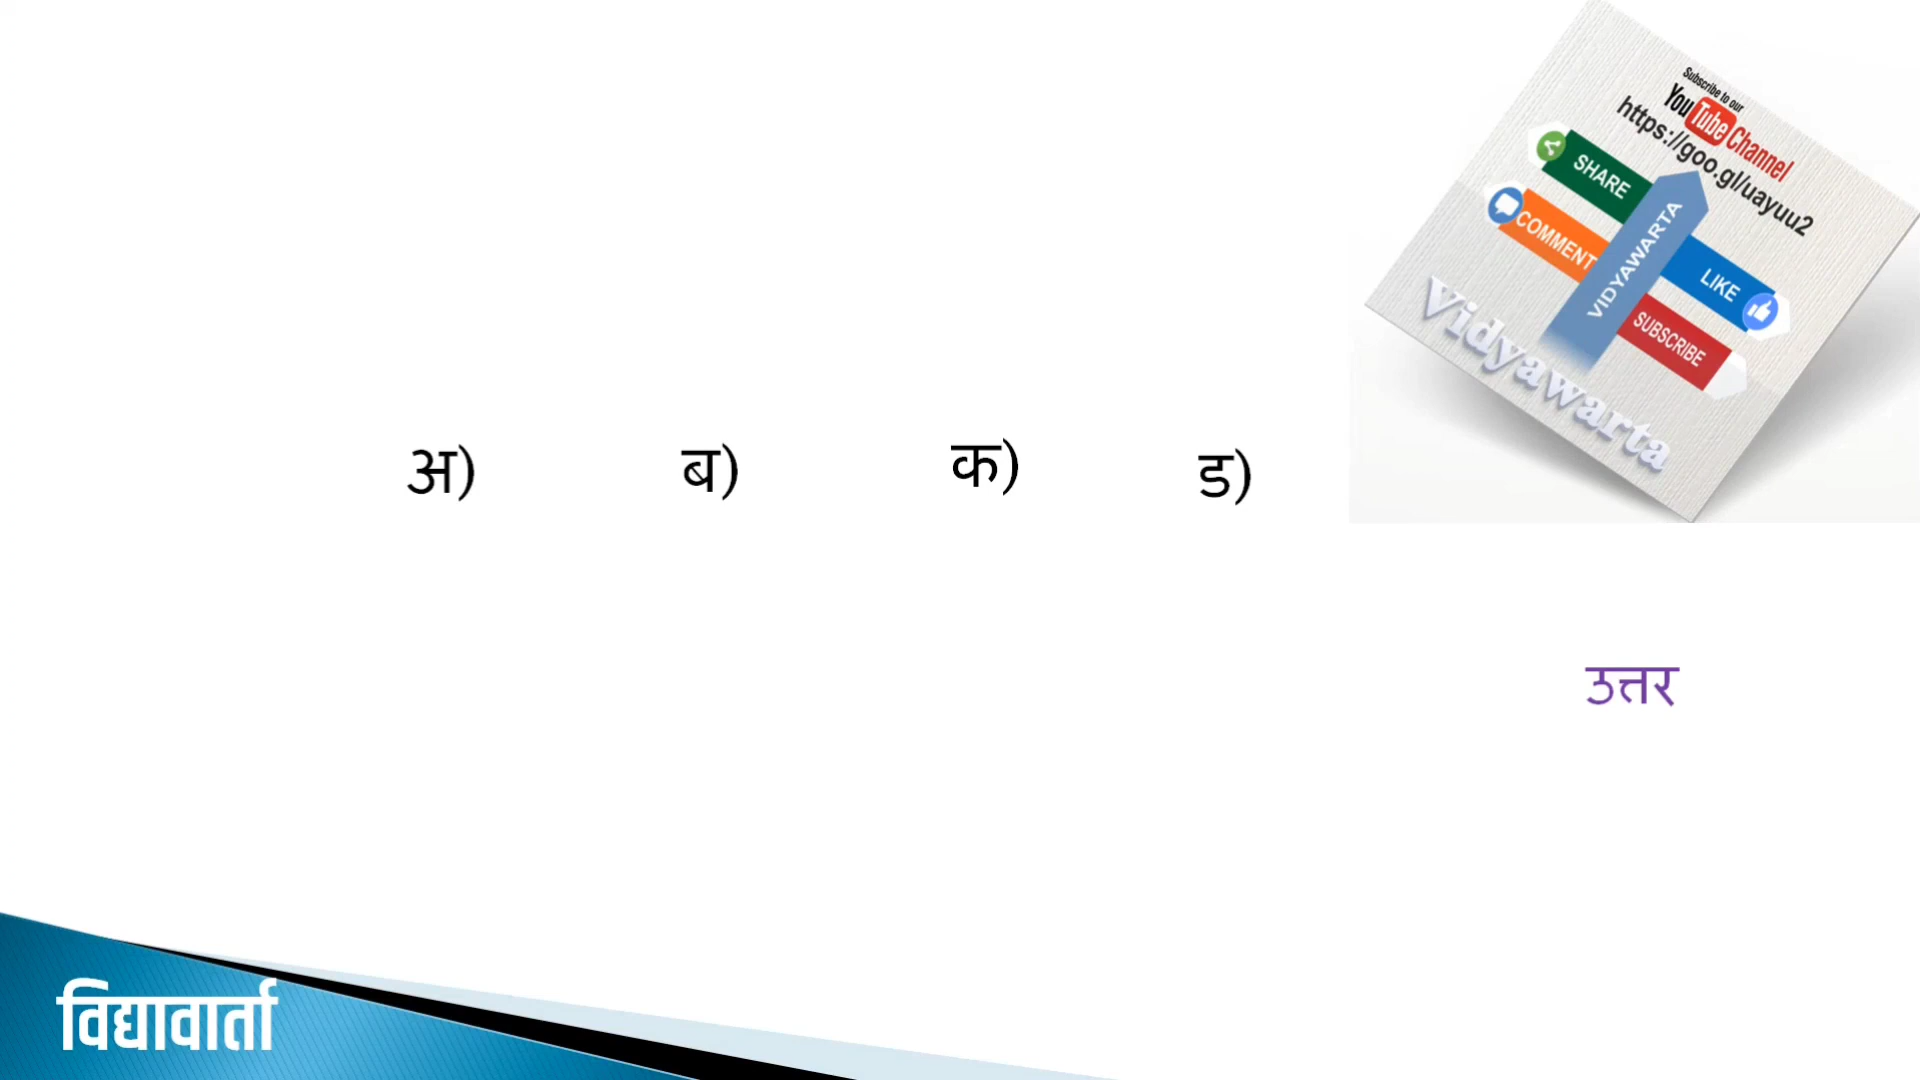 Subscribe to our
YouTube Channel
https://goo.gl/uayuu2
SHARE
COMMENT
VIDYAWARTA
LIKE
SUBSCRIBE
Vidyawarta
अ) ब) क) ड)
उत्तर
विद्यावार्ता